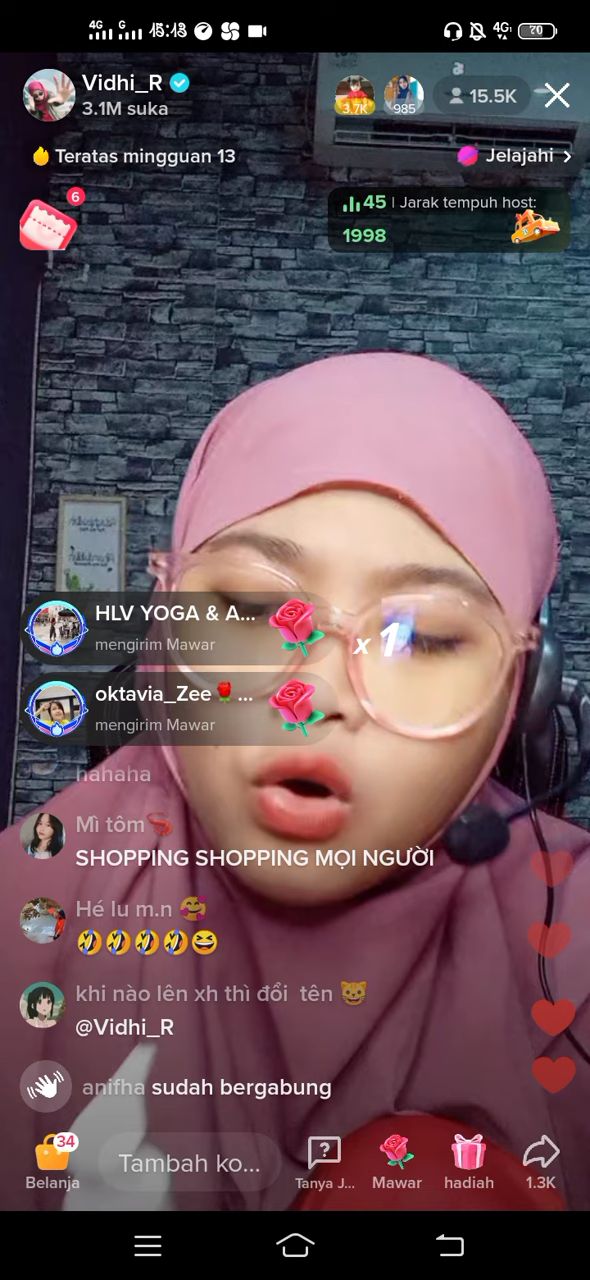 4G G 15:13 4G 70
Vidhi_R
3.1M suka
3.7K 985 15.5K
Teratas mingguan 13
Jelajahi
6
45 | Jarak tempuh host:
1998
HLV YOGA & A...
mengirim Mawar
x 1
oktavia_Zee🌹...
mengirim Mawar
hahaha
Mì tôm🦐
SHOPPING SHOPPING MỌI NGƯỜI
Hé lu m.n 🥰
🤣🤣🤣🤣😆
khi nào lên xh thì đổi tên 😺
@Vidhi_R
anifha sudah bergabung
34
Tambah ko...
Belanja
Tanya J...
Mawar
hadiah
1.3K